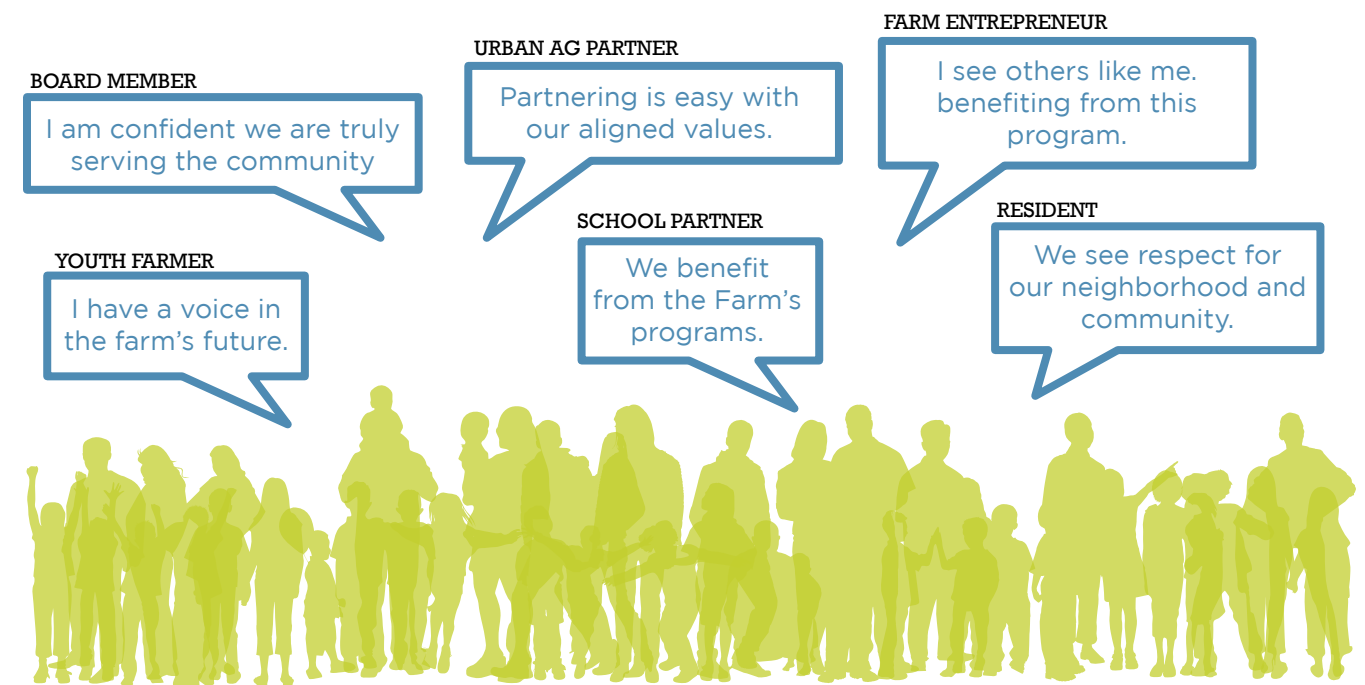 BOARD MEMBER
I am confident we are truly
serving the community
URBAN AG PARTNER
Partnering is easy with
our aligned values.
FARM ENTREPRENEUR
I see others like me.
benefiting from this
program.
YOUTH FARMER
I have a voice in
the farm’s future.
SCHOOL PARTNER
We benefit
from the Farm’s
programs.
RESIDENT
We see respect for
our neighborhood and
community.